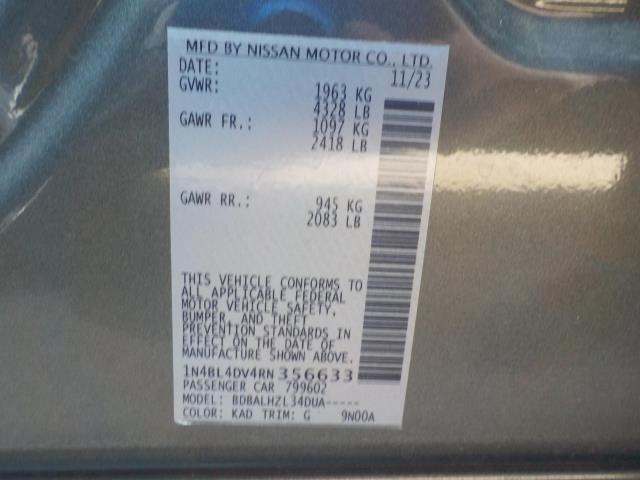 MFD BY NISSAN MOTOR CO., LTD.
DATE: 11/23
GVWR: 1963 KG
4328 LB
GAWR FR.: 1097 KG
2418 LB
GAWR RR.: 945 KG
2083 LB
THIS VEHICLE CONFORMS TO
ALL APPLICABLE FEDERAL
MOTOR VEHICLE SAFETY,
BUMPER, AND THEFT
PREVENTION STANDARDS IN
EFFECT ON THE DATE OF
MANUFACTURE SHOWN ABOVE.
1N4BL4DV4RN356633
PASSENGER CAR 799602
MODEL: BDBALHZL34DUA-----
COLOR: KAD TRIM: G 9N00A